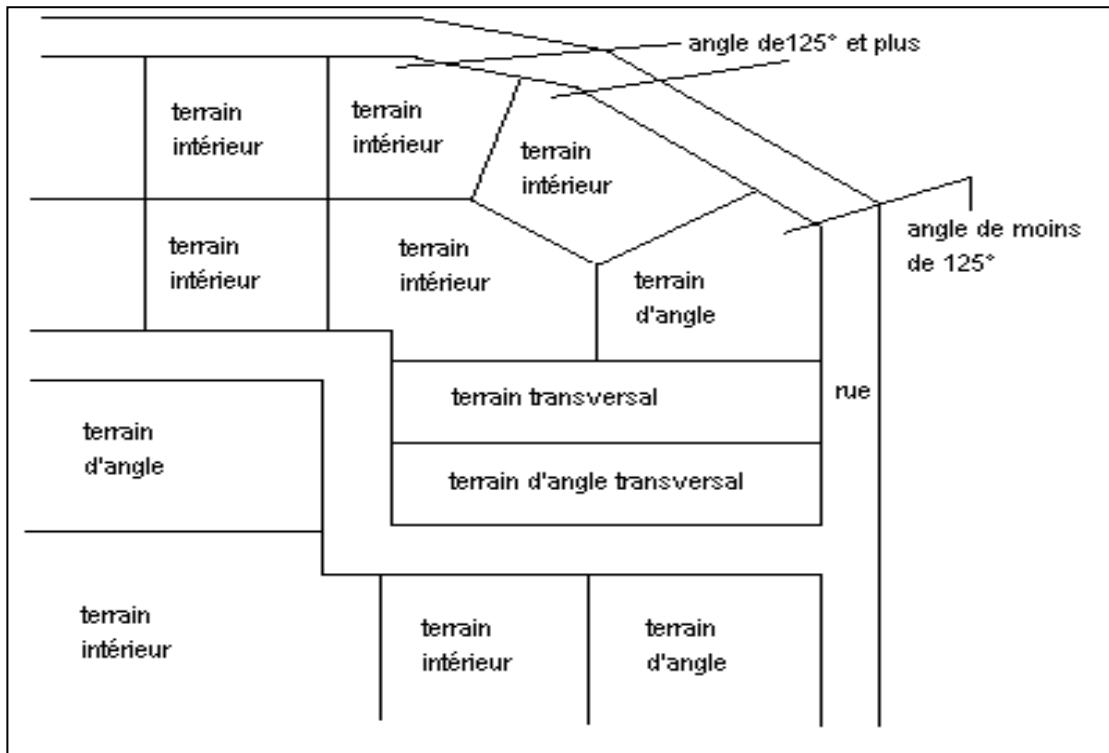 angle de125° et plus
terrain
intérieur
terrain
intérieur
terrain
intérieur
angle de moins
de 125°
terrain
intérieur
terrain
intérieur
terrain
d'angle
terrain transversal
rue
terrain
d'angle
terrain d'angle transversal
terrain
intérieur
terrain
intérieur
terrain
d'angle